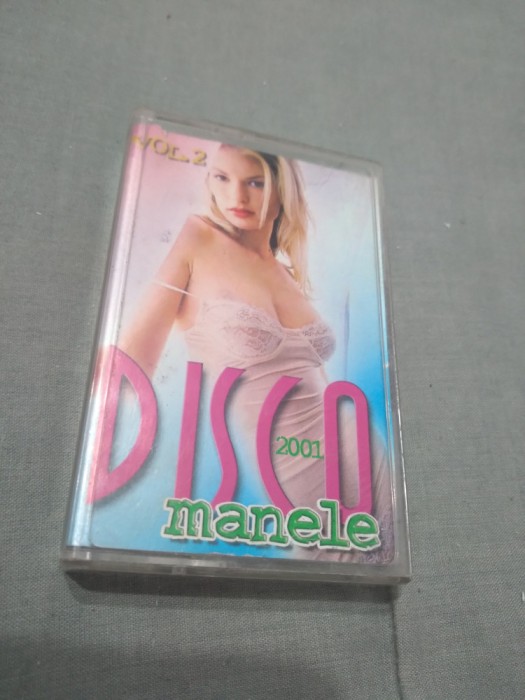 VOL.2
DISCO
2001
manele